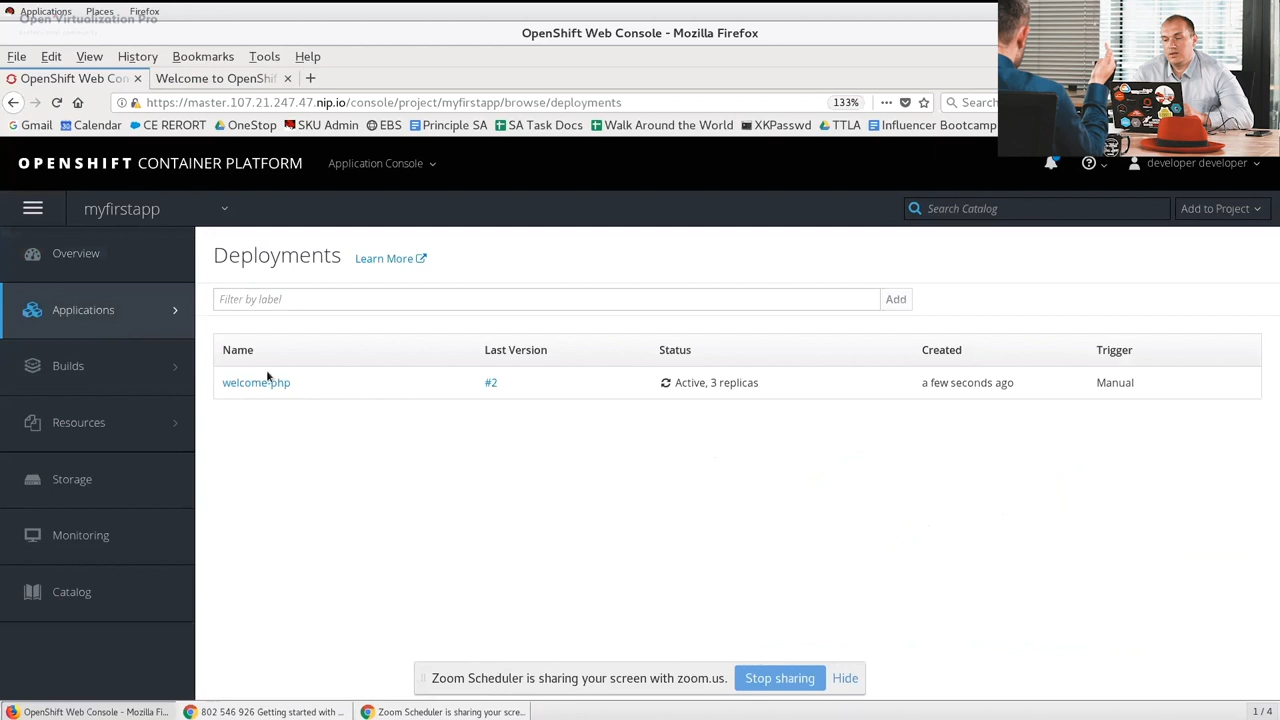 Applications Places Firefox
Open Virtualization Pro
OpenShift Web Console - Mozilla Firefox
File Edit View History Bookmarks Tools Help
OpenShift Web Con × Welcome to OpenShif × +
https://master.107.21.247.47.nip.io/console/project/myfirstapp/browse/deployments 133% Search
Gmail Calendar CE RERORT OneStop SKU Admin EBS SA Task Docs Walk Around the World XKPasswd TTLA Influencer Bootcamp
OPENSHIFT CONTAINER PLATFORM Application Console developer developer
myfirstapp Search Catalog Add to Project
Overview
Applications
Builds
Resources
Storage
Monitoring
Catalog
Deployments Learn More
Filter by label Add
Name Last Version Status Created Trigger
welcome-php #2 Active, 3 replicas a few seconds ago Manual
Zoom Scheduler is sharing your screen with zoom.us. Stop sharing Hide
OpenShift Web Console - Mozilla Fi... 802 546 926 Getting started with ... Zoom Scheduler is sharing your scre... 1 / 4